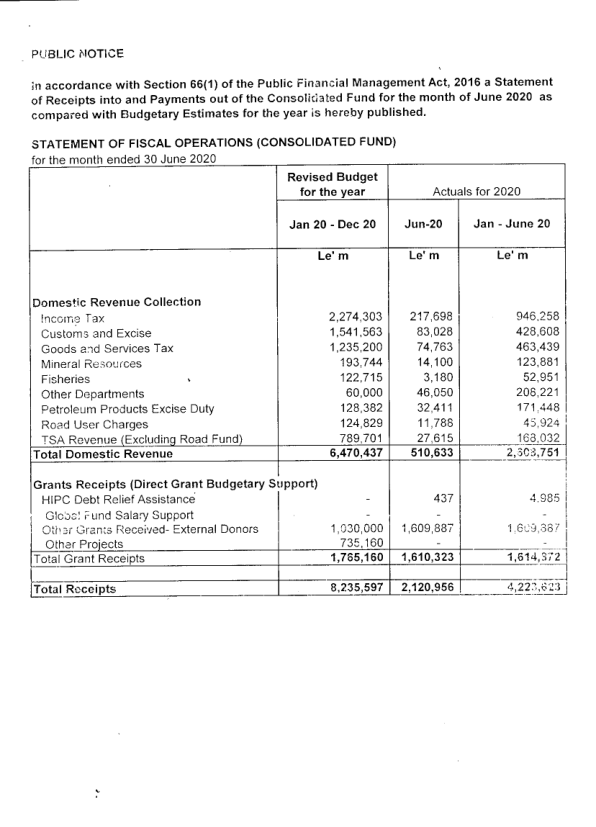 PUBLIC NOTICE
In accordance with Section 66(1) of the Public Financial Management Act, 2016 a Statement
of Receipts into and Payments out of the Consolidated Fund for the month of June 2020 as
compared with Budgetary Estimates for the year is hereby published.
STATEMENT OF FISCAL OPERATIONS (CONSOLIDATED FUND)
for the month ended 30 June 2020
Revised Budget
for the year Actuals for 2020
Jan 20 - Dec 20 Jun-20 Jan - June 20
Le' m Le' m Le' m
Domestic Revenue Collection
Income Tax 2,274,303 217,698 946,258
Customs and Excise 1,541,563 83,028 428,608
Goods and Services Tax 1,235,200 74,763 463,439
Mineral Resources 193,744 14,100 123,881
Fisheries 122,715 3,180 52,951
Other Departments 60,000 46,050 208,221
Petroleum Products Excise Duty 128,382 32,411 171,448
Road User Charges 124,829 11,788 45,924
TSA Revenue (Excluding Road Fund) 789,701 27,615 168,032
Total Domestic Revenue 6,470,437 510,633
Grants Receipts (Direct Grant Budgetary Support)
HIPC Debt Relief Assistance - 437 4,985
Global Fund Salary Support - - -
Other Grants Received- External Donors 1,030,000 1,609,887
Other Projects 735,160 - -
Total Grant Receipts 1,765,160 1,610,323 1,614,872
Total Receipts 8,235,597 2,120,956